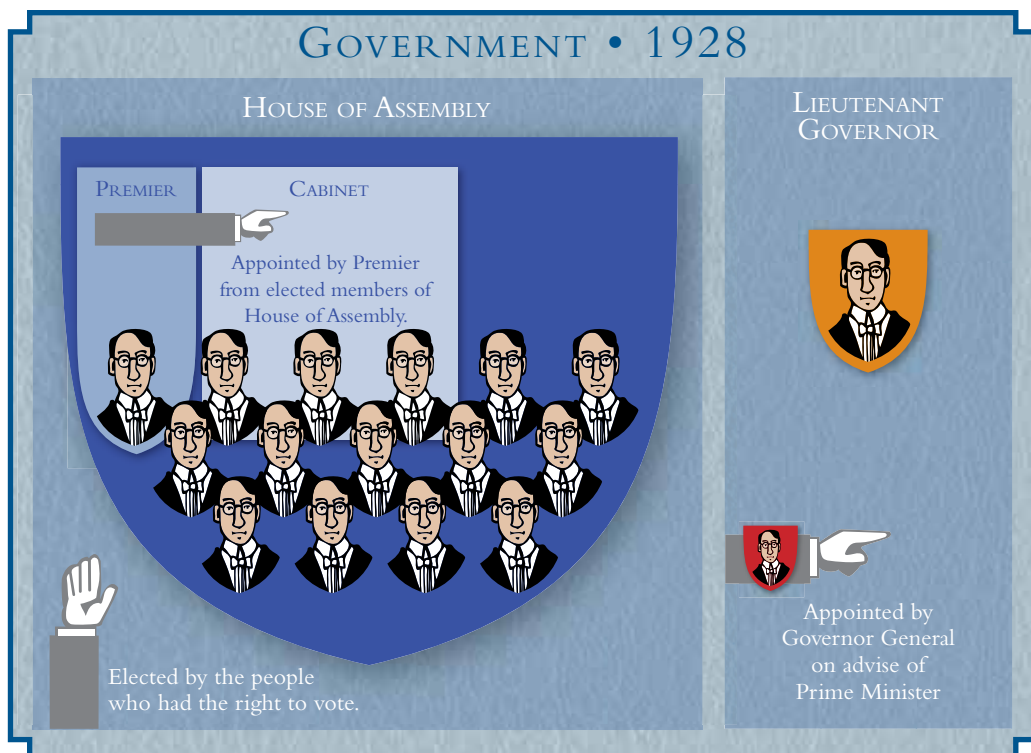 Government • 1928
House of Assembly
Premier
Cabinet
Appointed by Premier
from elected members of
House of Assembly.
Elected by the people
who had the right to vote.
Lieutenant
Governor
Appointed by
Governor General
on advise of
Prime Minister